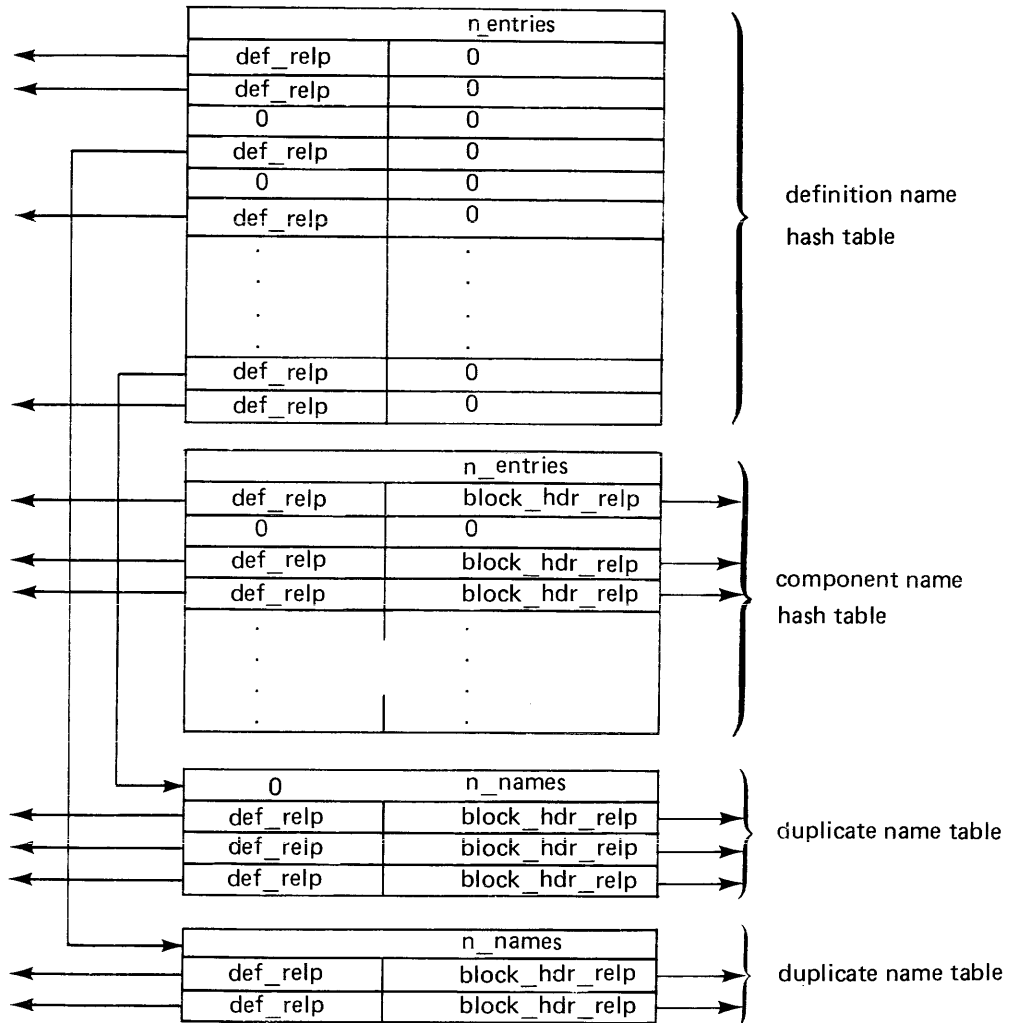 n_entries
def_relp 0
def_relp 0
0 0
def_relp 0
0 0
def_relp 0
. .
. .
. .
. .
def_relp 0
def_relp 0
definition name
hash table
n_entries
def_relp block_hdr_relp
0 0
def_relp block_hdr_relp
def_relp block_hdr_relp
. .
. .
. .
. .
component name
hash table
0 n_names
def_relp block_hdr_relp
def_relp block_hdr_relp
def_relp block_hdr_relp
duplicate name table
n_names
def_relp block_hdr_relp
def_relp block_hdr_relp
duplicate name table